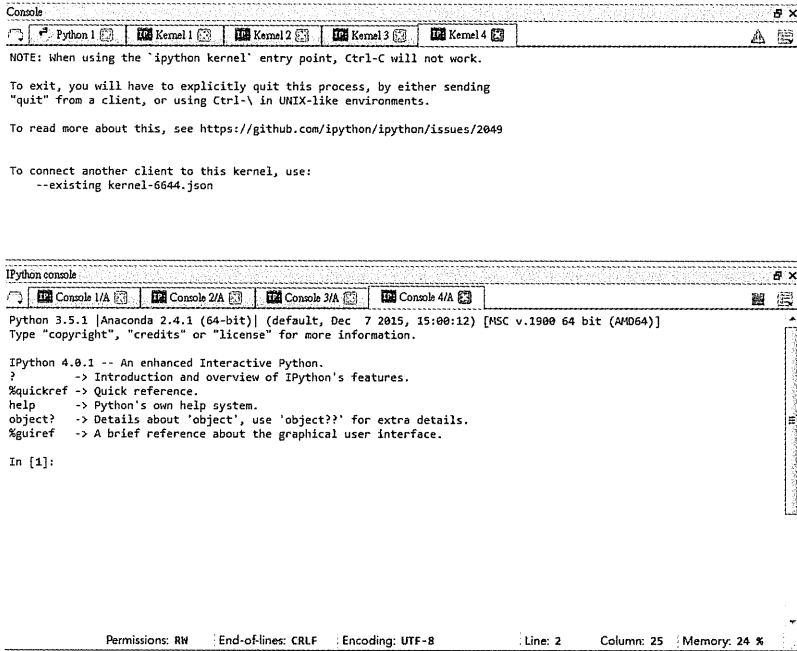 Console
Python 1 Kernel 1 Kernel 2 Kernel 3 Kernel 4
NOTE: When using the `ipython kernel` entry point, Ctrl-C will not work.
To exit, you will have to explicitly quit this process, by either sending
"quit" from a client, or using Ctrl-\ in UNIX-like environments.
To read more about this, see https://github.com/ipython/ipython/issues/2049
To connect another client to this kernel, use:
--existing kernel-6644.json
IPython console
Console 1/A Console 2/A Console 3/A Console 4/A
Python 3.5.1 |Anaconda 2.4.1 (64-bit)| (default, Dec  7 2015, 15:00:12) [MSC v.1900 64 bit (AMD64)]
Type "copyright", "credits" or "license" for more information.
IPython 4.0.1 -- An enhanced Interactive Python.
?         -> Introduction and overview of IPython's features.
%quickref -> Quick reference.
help      -> Python's own help system.
object?   -> Details about 'object', use 'object??' for extra details.
%guiref   -> A brief reference about the graphical user interface.
In [1]:
Permissions: RW End-of-lines: CRLF Encoding: UTF-8 Line: 2 Column: 25 Memory: 24 %